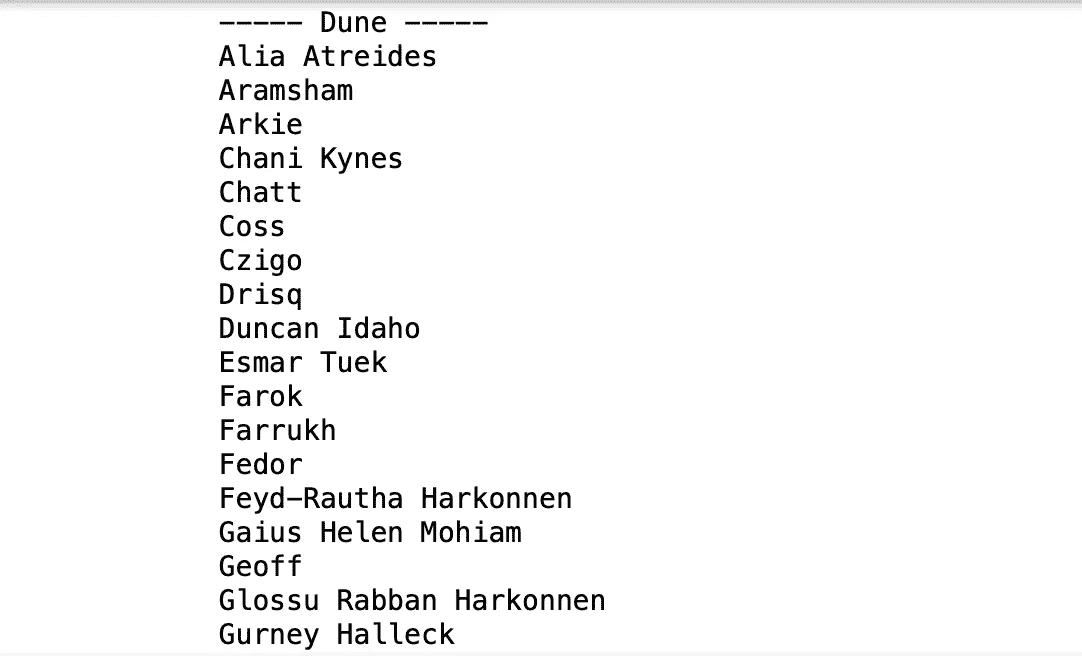 ----- Dune -----
Alia Atreides
Aramsham
Arkie
Chani Kynes
Chatt
Coss
Czigo
Drisq
Duncan Idaho
Esmar Tuek
Farok
Farrukh
Fedor
Feyd-Rautha Harkonnen
Gaius Helen Mohiam
Geoff
Glossu Rabban Harkonnen
Gurney Halleck